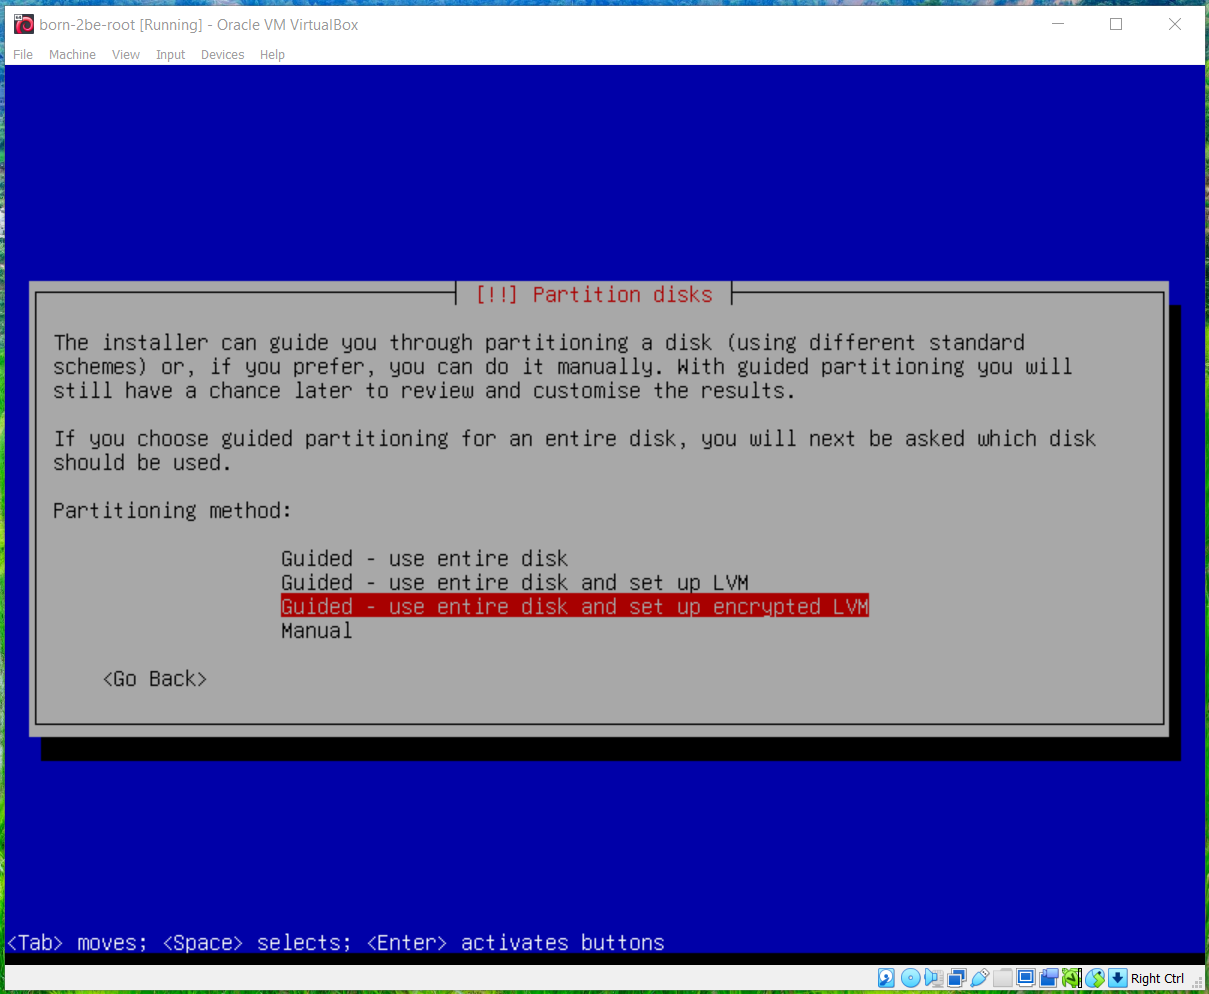 born-2be-root [Running] - Oracle VM VirtualBox
File Machine View Input Devices Help
[!!] Partition disks
The installer can guide you through partitioning a disk (using different standard
schemes) or, if you prefer, you can do it manually. With guided partitioning you will
still have a chance later to review and customise the results.
If you choose guided partitioning for an entire disk, you will next be asked which disk
should be used.
Partitioning method:
Guided - use entire disk
Guided - use entire disk and set up LVM
Guided - use entire disk and set up encrypted LVM
Manual
<Go Back>
<Tab> moves; <Space> selects; <Enter> activates buttons
Right Ctrl